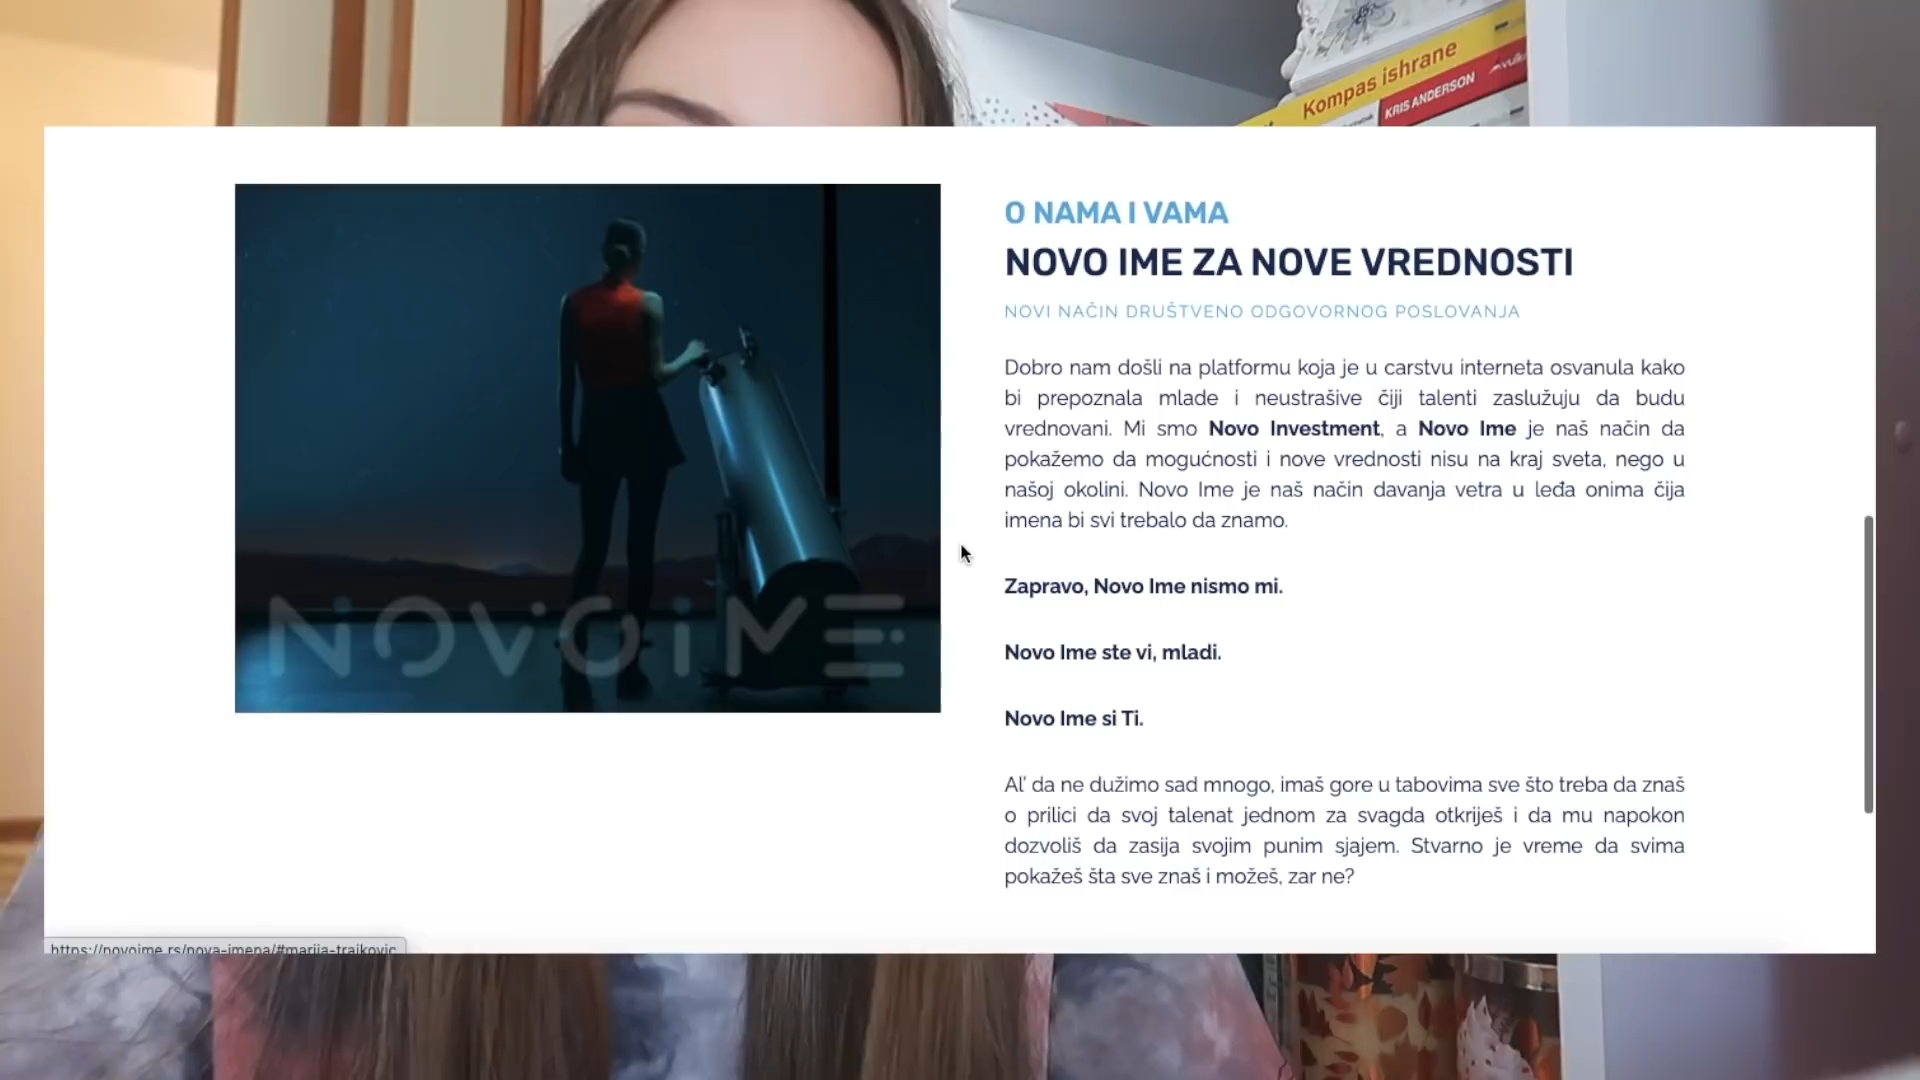 Kompas ishrane
KRIS ANDERSON
O NAMA I VAMA
NOVO IME ZA NOVE VREDNOSTI
NOVI NAČIN DRUŠTVENO ODGOVORNOG POSLOVANJA
Dobro nam došli na platformu koja je u carstvu interneta osvanula kako
bi prepoznala mlade i neustrašive čiji talenti zaslužuju da budu
vrednovani. Mi smo Novo Investment, a Novo Ime je naš način da
pokažemo da mogućnosti i nove vrednosti nisu na kraj sveta, nego u
našoj okolini. Novo Ime je naš način davanja vetra u leđa onima čija
imena bi svi trebalo da znamo.
Zapravo, Novo Ime nismo mi.
Novo Ime ste vi, mladi.
Novo Ime si Ti.
Al' da ne dužimo sad mnogo, imaš gore u tabovima sve što treba da znaš
o prilici da svoj talenat jednom za svagda otkriješ i da mu napokon
dozvoliš da zasija svojim punim sjajem. Stvarno je vreme da svima
pokažeš šta sve znaš i možeš, zar ne?
NOVOiME
https://novoime.rs/nova-imena/#marija-trajkovic